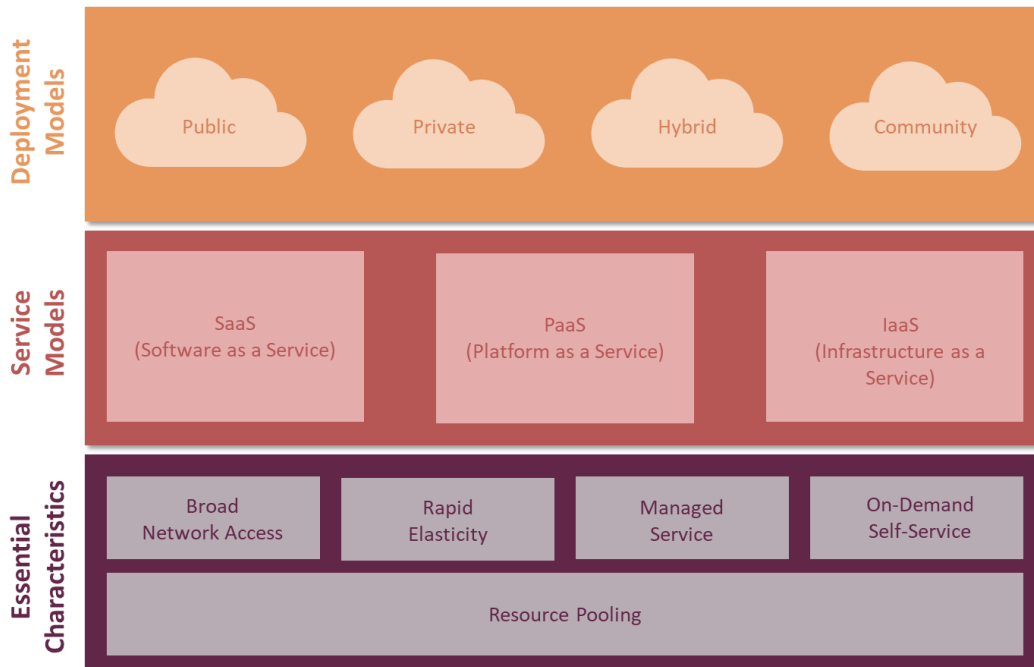 Deployment
Models
Public
Private
Hybrid
Community
Service
Models
SaaS
(Software as a Service)
PaaS
(Platform as a Service)
IaaS
(Infrastructure as a
Service)
Essential
Characteristics
Broad
Network Access
Rapid
Elasticity
Managed
Service
On-Demand
Self-Service
Resource Pooling